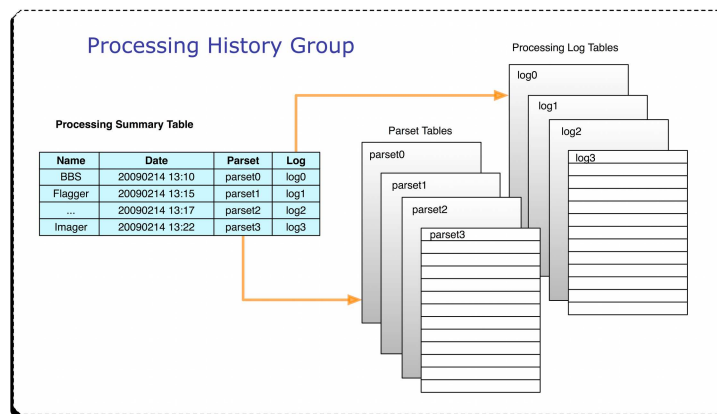 Processing History Group
Processing Log Tables
log0
log1
log2
log3
Processing Summary Table
Name Date Parset Log
BBS 20090214 13:10 parset0 log0
Flagger 20090214 13:15 parset1 log1
... 20090214 13:17 parset2 log2
Imager 20090214 13:22 parset3 log3
Parset Tables
parset0
parset1
parset2
parset3